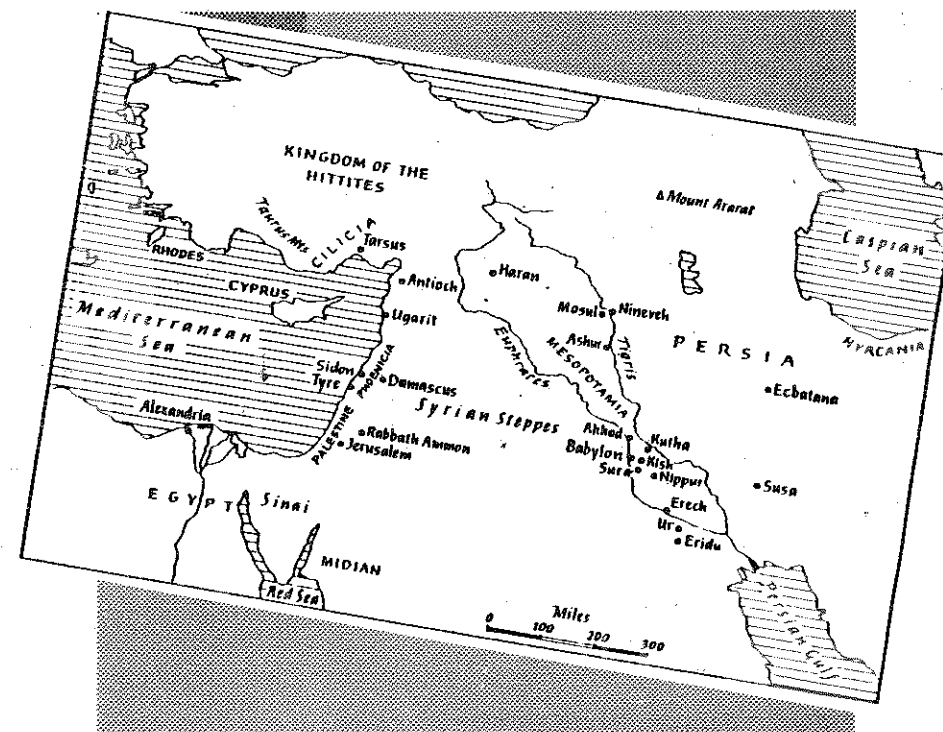 KINGDOM OF THE
HITTITES
Mount Ararat
Caspian
Sea
Taurus Mts
CILICIA
Tarsus
RHODES
CYPRUS
Antioch
Haran
Mosul
Nineveh
HYRCANIA
Mediterranean
Sea
Ugarit
Ashur
Tigris
PERSIA
Euphrates
MESOPOTAMIA
Ecbatana
Sidon
Tyre
PHOENICIA
Damascus
Syrian Steppes
Alexandria
PALESTINE
Rabbath Ammon
Jerusalem
Akkad
Kutha
Babylon
Kish
Sura
Nippur
Susa
EGYPT
Sinai
Erech
Ur
Eridu
MIDIAN
Red Sea
Persian Gulf
Miles
0 100 200 300